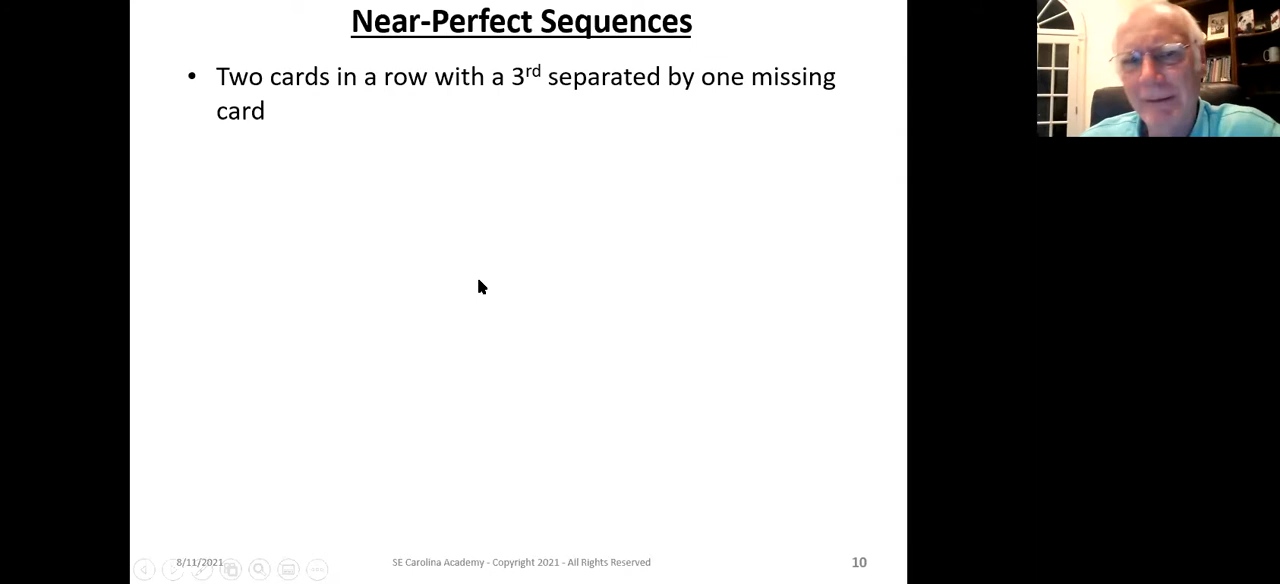 Near-Perfect Sequences
• Two cards in a row with a 3rd separated by one missing
card
8/11/2021
SE Carolina Academy - Copyright 2021 - All Rights Reserved
10